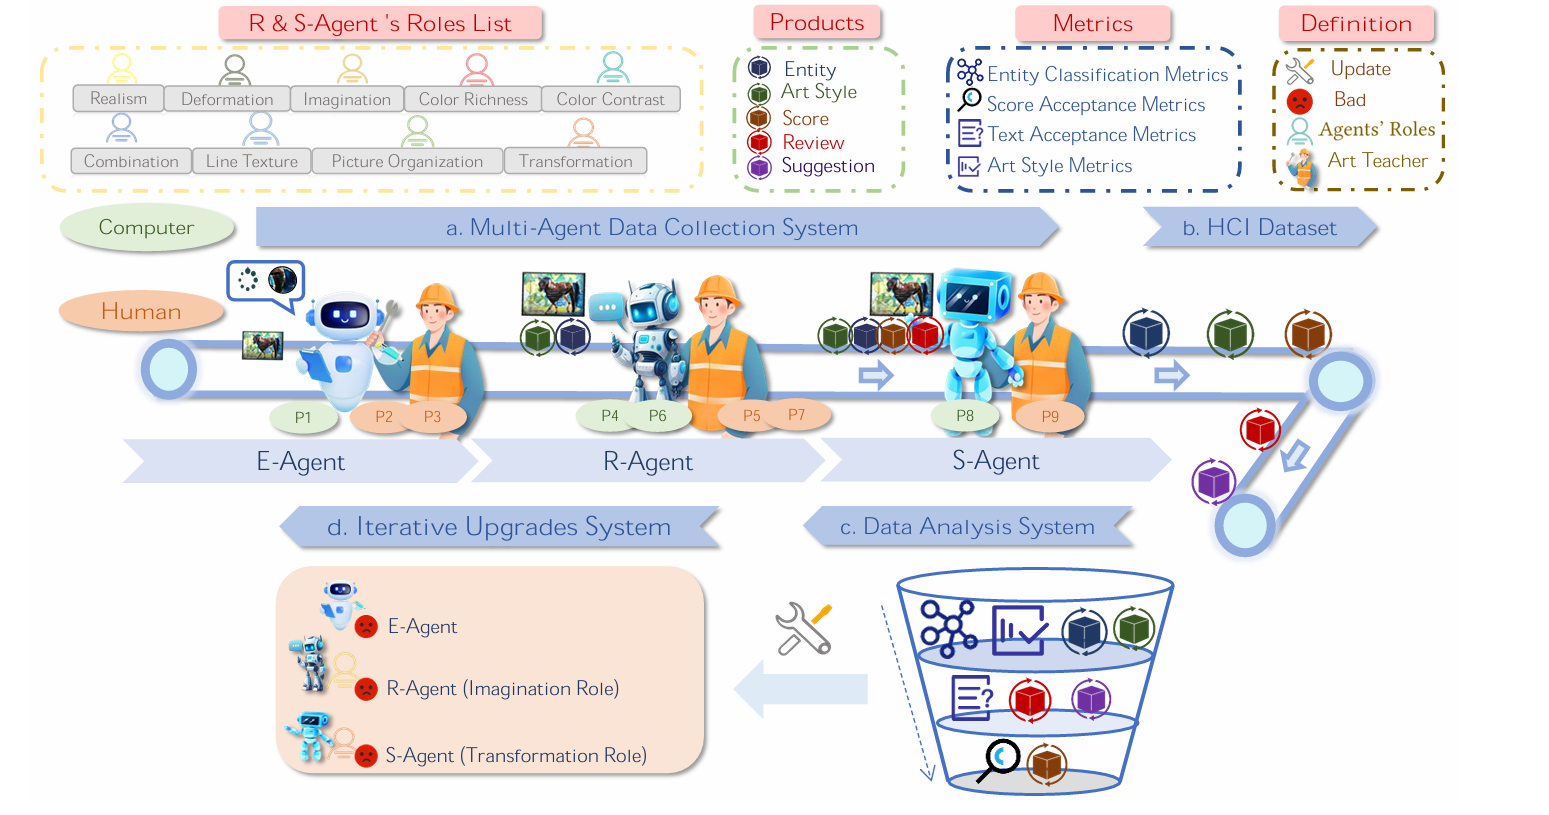 R & S-Agent 's Roles List
Products
Metrics
Definition
Realism
Deformation
Imagination
Color Richness
Color Contrast
Combination
Line Texture
Picture Organization
Transformation
Entity
Art Style
Score
Review
Suggestion
Entity Classification Metrics
Score Acceptance Metrics
Text Acceptance Metrics
Art Style Metrics
Update
Bad
Agents' Roles
Art Teacher
Computer
a. Multi-Agent Data Collection System
b. HCI Dataset
Human
P1
P2
P3
P4
P6
P5
P7
P8
P9
E-Agent
R-Agent
S-Agent
d. Iterative Upgrades System
c. Data Analysis System
E-Agent
R-Agent (Imagination Role)
S-Agent (Transformation Role)